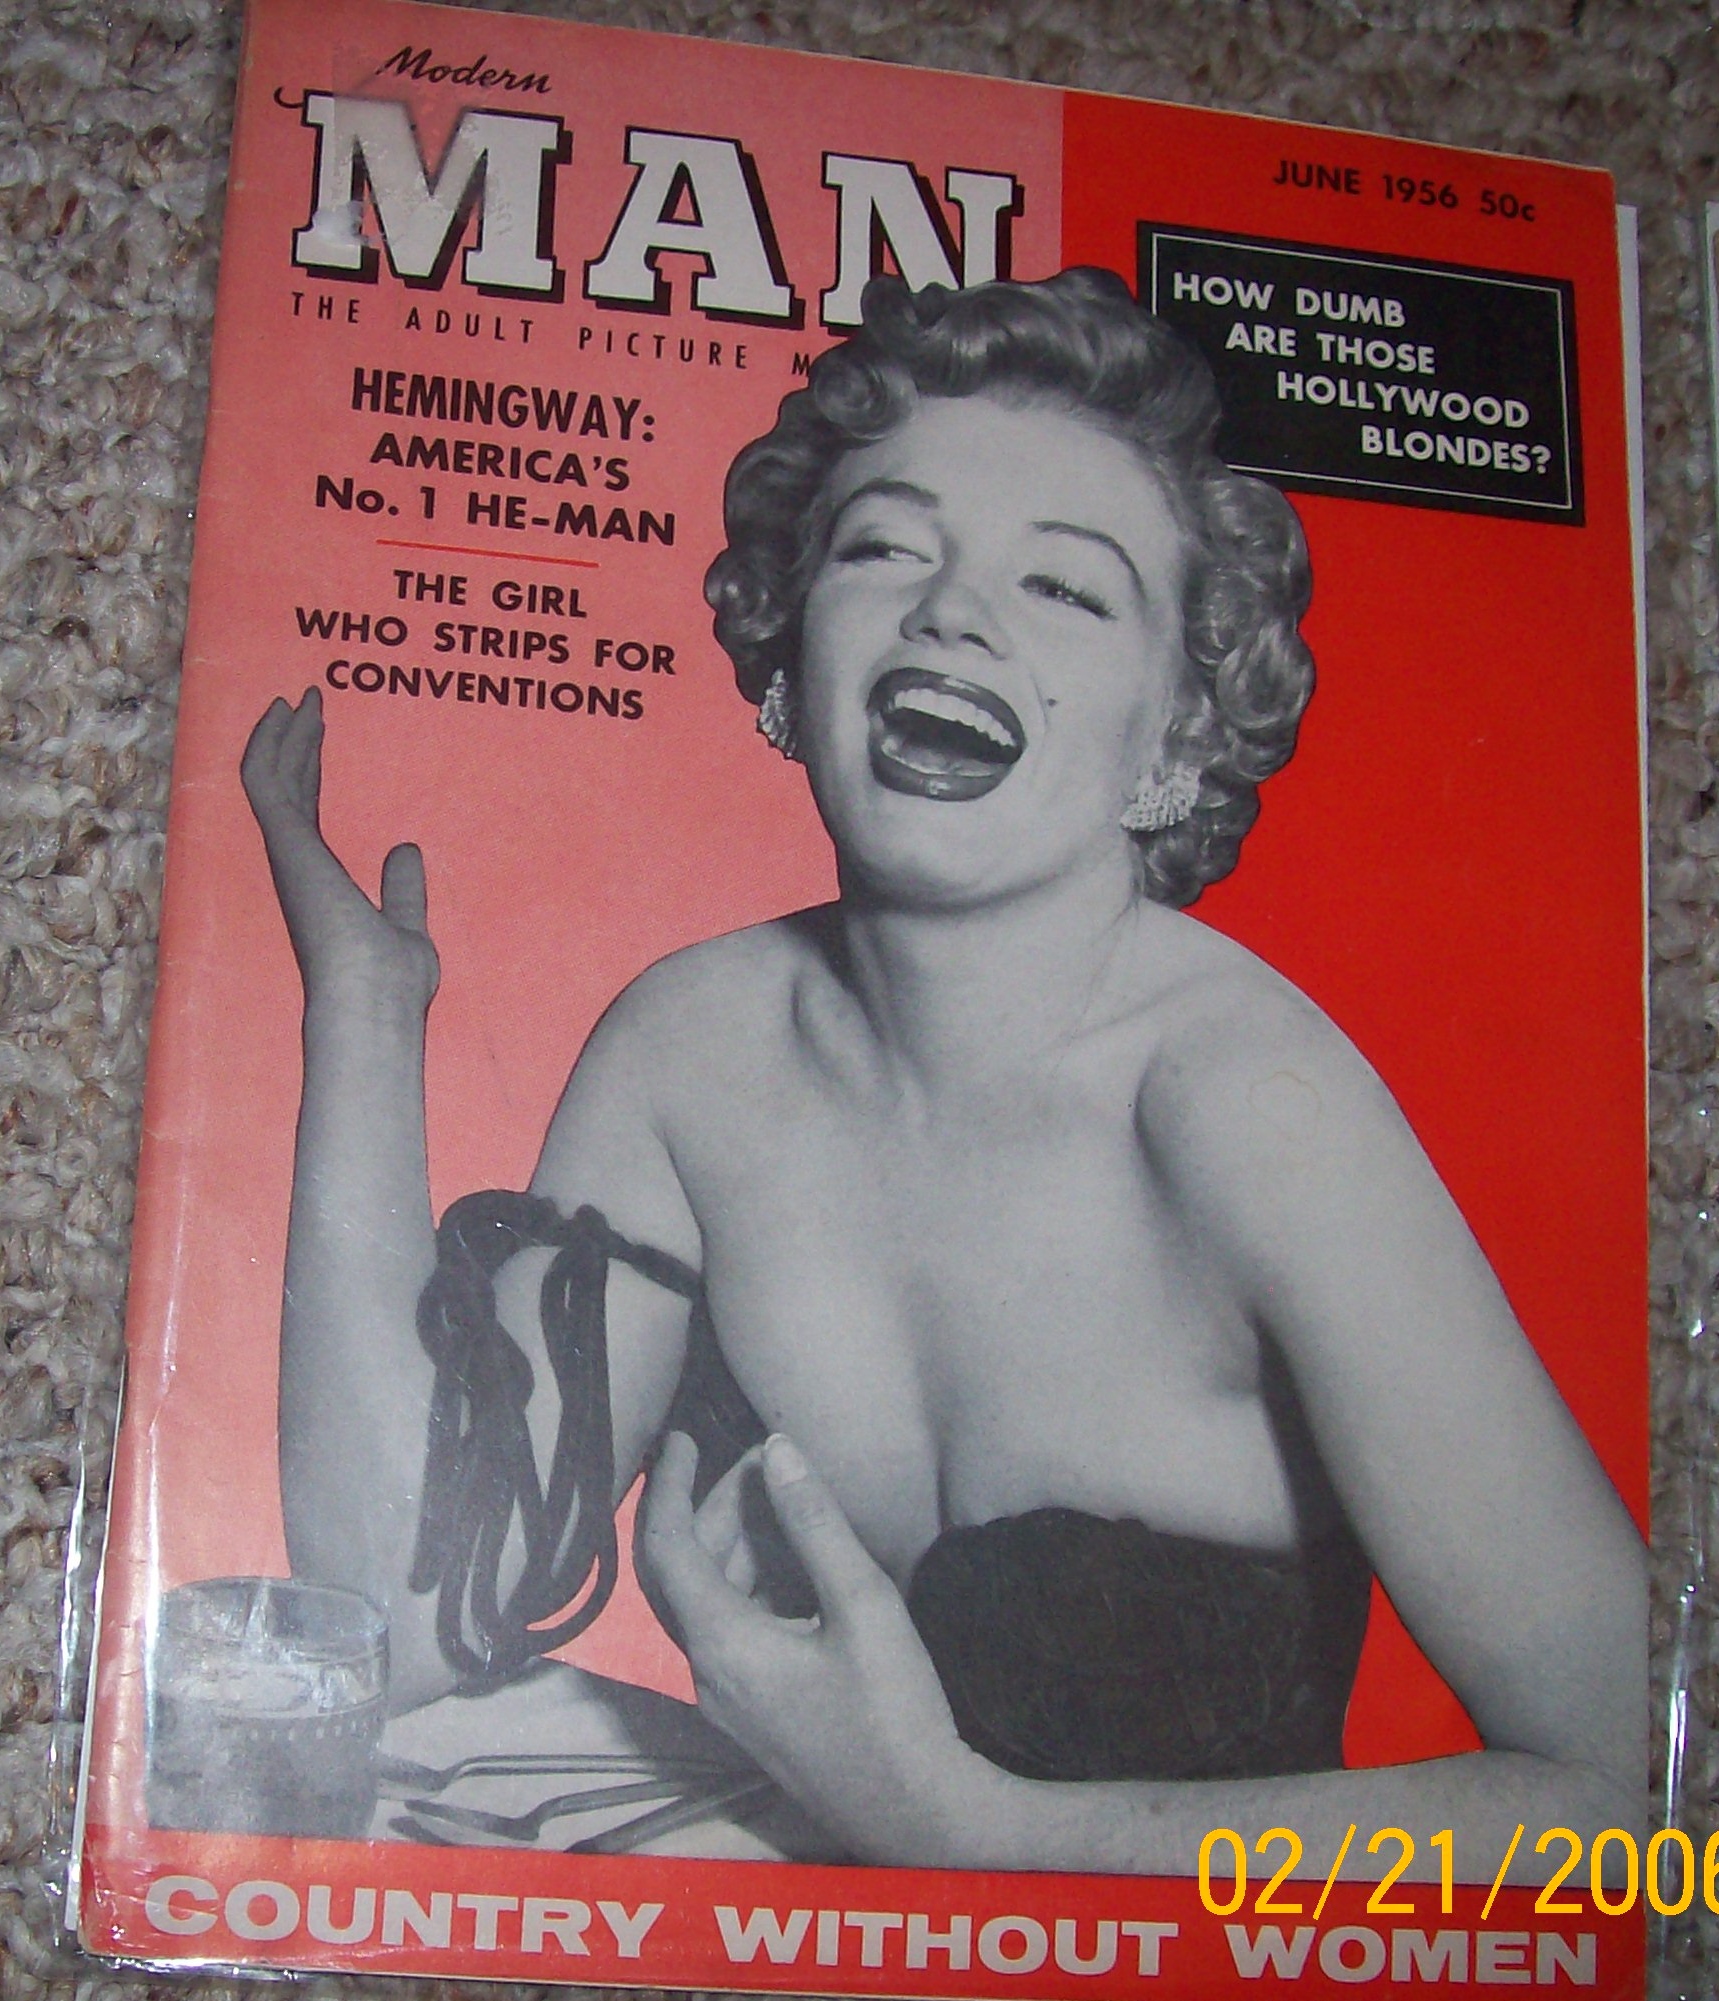 Modern
MAN
THE ADULT PICTURE
JUNE 1956 50c
HOW DUMB
ARE THOSE
HOLLYWOOD
BLONDES?
HEMINGWAY:
AMERICA'S
No. 1 HE-MAN
THE GIRL
WHO STRIPS FOR
CONVENTIONS
COUNTRY WITHOUT WOMEN
02/21/2006